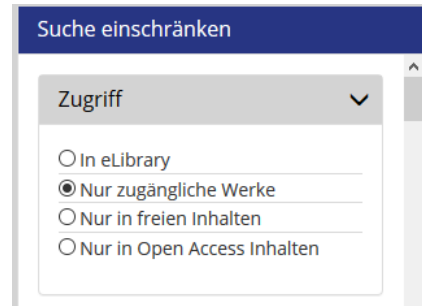 Suche einschränken
Zugriff
In eLibrary
Nur zugängliche Werke
Nur in freien Inhalten
Nur in Open Access Inhalten